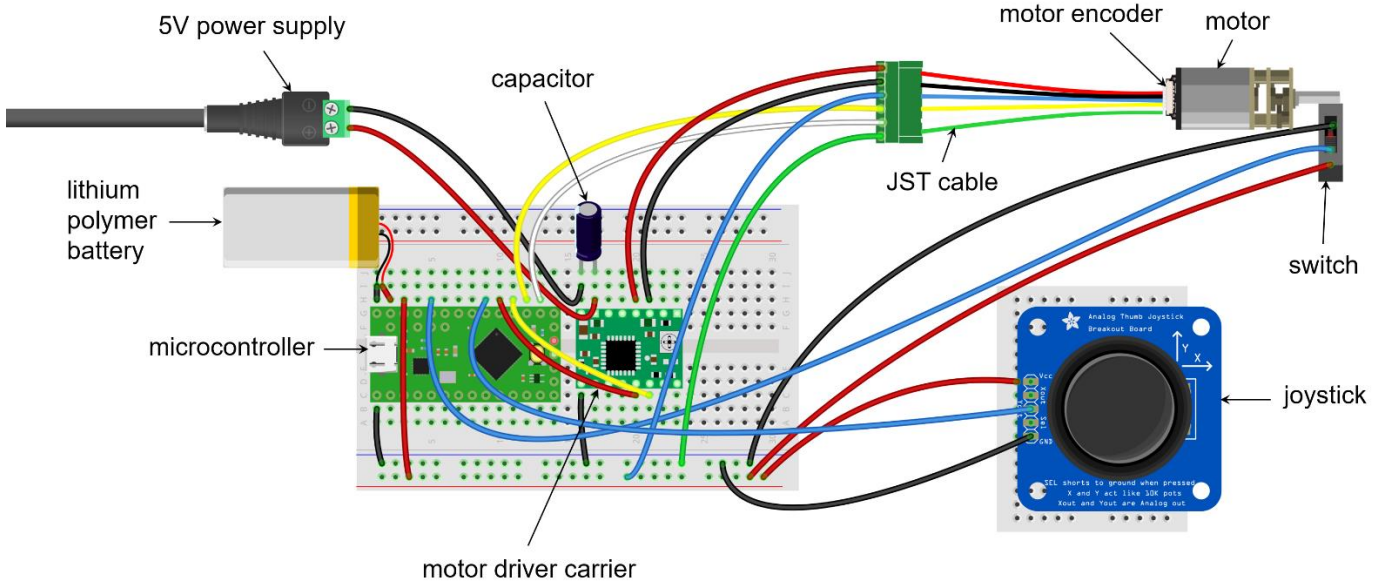 5V power supply
capacitor
motor encoder
motor
lithium
polymer
battery
JST cable
switch
microcontroller
Analog Thumb Joystick
Breakout Board
Y
X
Vcc
Xout
Sel
GND
joystick
SEL shorts to ground when pressed
X and Y act like 10K pots
Xout and Yout are Analog out
motor driver carrier